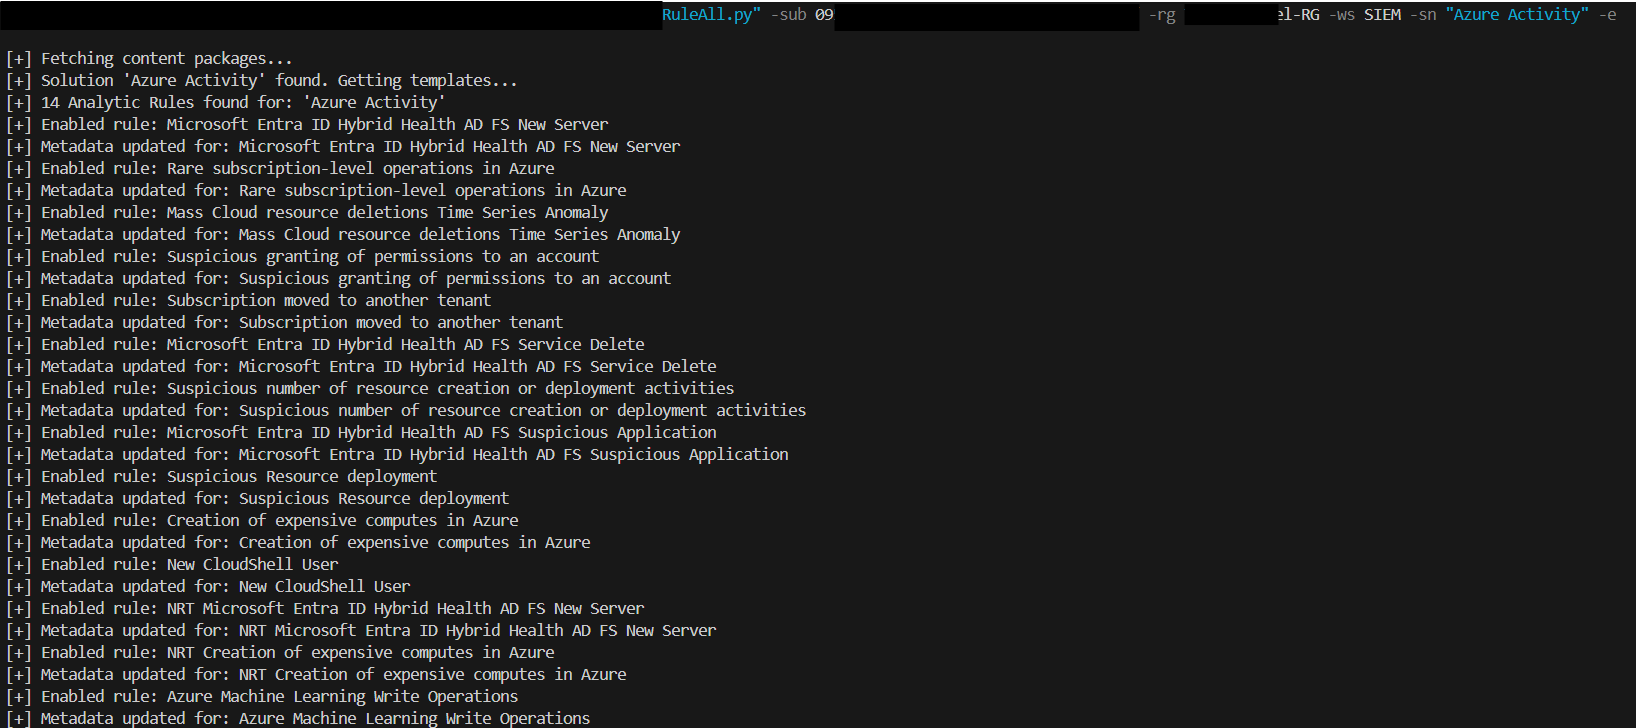 RuleAll.py" -sub 09 -rg el-RG -ws SIEM -sn "Azure Activity" -e
[+] Fetching content packages...
[+] Solution 'Azure Activity' found. Getting templates...
[+] 14 Analytic Rules found for: 'Azure Activity'
[+] Enabled rule: Microsoft Entra ID Hybrid Health AD FS New Server
[+] Metadata updated for: Microsoft Entra ID Hybrid Health AD FS New Server
[+] Enabled rule: Rare subscription-level operations in Azure
[+] Metadata updated for: Rare subscription-level operations in Azure
[+] Enabled rule: Mass Cloud resource deletions Time Series Anomaly
[+] Metadata updated for: Mass Cloud resource deletions Time Series Anomaly
[+] Enabled rule: Suspicious granting of permissions to an account
[+] Metadata updated for: Suspicious granting of permissions to an account
[+] Enabled rule: Subscription moved to another tenant
[+] Metadata updated for: Subscription moved to another tenant
[+] Enabled rule: Microsoft Entra ID Hybrid Health AD FS Service Delete
[+] Metadata updated for: Microsoft Entra ID Hybrid Health AD FS Service Delete
[+] Enabled rule: Suspicious number of resource creation or deployment activities
[+] Metadata updated for: Suspicious number of resource creation or deployment activities
[+] Enabled rule: Microsoft Entra ID Hybrid Health AD FS Suspicious Application
[+] Metadata updated for: Microsoft Entra ID Hybrid Health AD FS Suspicious Application
[+] Enabled rule: Suspicious Resource deployment
[+] Metadata updated for: Suspicious Resource deployment
[+] Enabled rule: Creation of expensive computes in Azure
[+] Metadata updated for: Creation of expensive computes in Azure
[+] Enabled rule: New CloudShell User
[+] Metadata updated for: New CloudShell User
[+] Enabled rule: NRT Microsoft Entra ID Hybrid Health AD FS New Server
[+] Metadata updated for: NRT Microsoft Entra ID Hybrid Health AD FS New Server
[+] Enabled rule: NRT Creation of expensive computes in Azure
[+] Metadata updated for: NRT Creation of expensive computes in Azure
[+] Enabled rule: Azure Machine Learning Write Operations
[+] Metadata updated for: Azure Machine Learning Write Operations